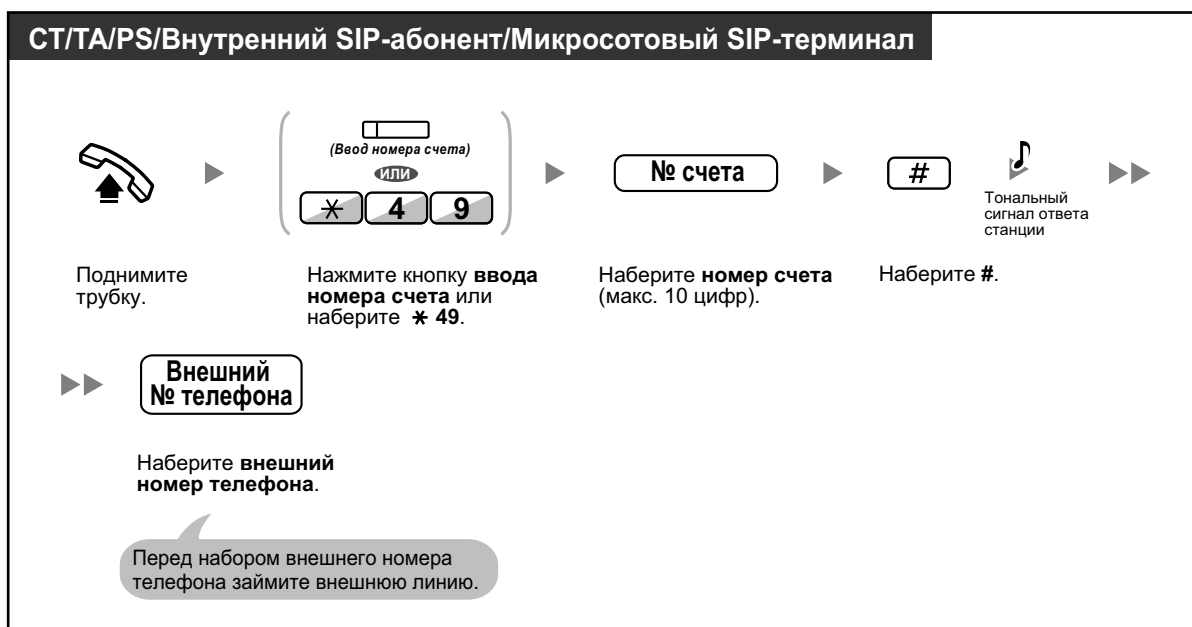 СТ/ТА/PS/Внутренний SIP-абонент/Микросотовый SIP-терминал
(Ввод номера счета)
или
* 4 9
№ счета
#
Тональный
сигнал ответа
станции
Поднимите
трубку.
Нажмите кнопку ввода
номера счета или
наберите * 49.
Наберите номер счета
(макс. 10 цифр).
Наберите #.
Внешний
№ телефона
Наберите внешний
номер телефона.
Перед набором внешнего номера
телефона займите внешнюю линию.